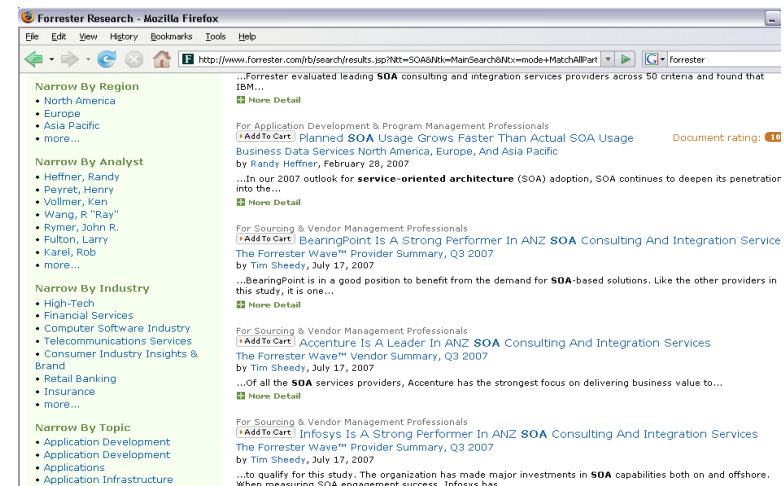 Forrester Research - Mozilla Firefox
File Edit View History Bookmarks Tools Help
http://www.forrester.com/rb/search/results.jsp?Ntt=SOA&Ntk=MainSearch&Ntx=mode+MatchAllPart
forrester
Narrow By Region
• North America
• Europe
• Asia Pacific
• more...
Narrow By Analyst
• Heffner, Randy
• Peyret, Henry
• Vollmer, Ken
• Wang, R "Ray"
• Rymer, John R.
• Fulton, Larry
• Karel, Rob
• more...
Narrow By Industry
• High-Tech
• Financial Services
• Computer Software Industry
• Telecommunications Services
• Consumer Industry Insights &
Brand
• Retail Banking
• Insurance
• more...
Narrow By Topic
• Application Development
• Application Development
• Applications
• Application Infrastructure
...Forrester evaluated leading SOA consulting and integration services providers across 50 criteria and found that
IBM...
More Detail
For Application Development & Program Management Professionals
Add To Cart Planned SOA Usage Grows Faster Than Actual SOA Usage Document rating: 10
Business Data Services North America, Europe, And Asia Pacific
by Randy Heffner, February 28, 2007
...In our 2007 outlook for service-oriented architecture (SOA) adoption, SOA continues to deepen its penetration
into the...
More Detail
For Sourcing & Vendor Management Professionals
Add To Cart BearingPoint Is A Strong Performer In ANZ SOA Consulting And Integration Service
The Forrester Wave™ Provider Summary, Q3 2007
by Tim Sheedy, July 17, 2007
...BearingPoint is in a good position to benefit from the demand for SOA-based solutions. Like the other providers in
this study, it is one...
More Detail
For Sourcing & Vendor Management Professionals
Add To Cart Accenture Is A Leader In ANZ SOA Consulting And Integration Services
The Forrester Wave™ Vendor Summary, Q3 2007
by Tim Sheedy, July 17, 2007
...Of all the SOA services providers, Accenture has the strongest focus on delivering business value to...
More Detail
For Sourcing & Vendor Management Professionals
Add To Cart Infosys Is A Strong Performer In ANZ SOA Consulting And Integration Services
The Forrester Wave™ Provider Summary, Q3 2007
by Tim Sheedy, July 17, 2007
...to qualify for this study. The organization has made major investments in SOA capabilities both on and offshore.
When measuring SOA engagement success, Infosys has